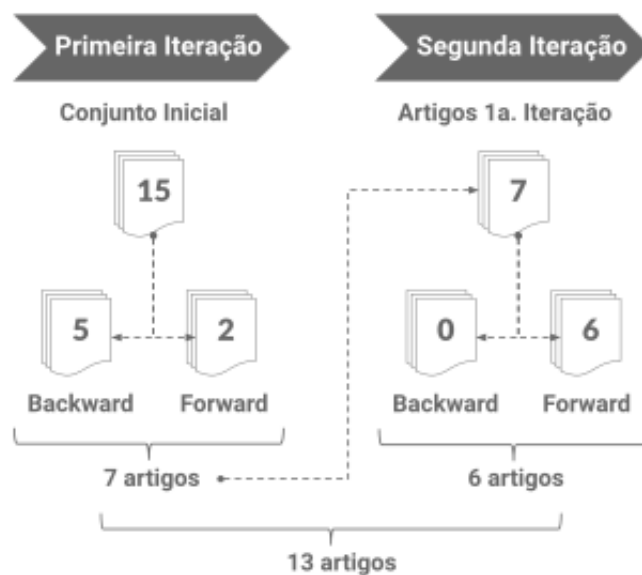 Primeira Iteração
Segunda Iteração
Conjunto Inicial
Artigos 1a. Iteração
15
7
5
2
0
6
Backward
Forward
Backward
Forward
7 artigos
6 artigos
13 artigos